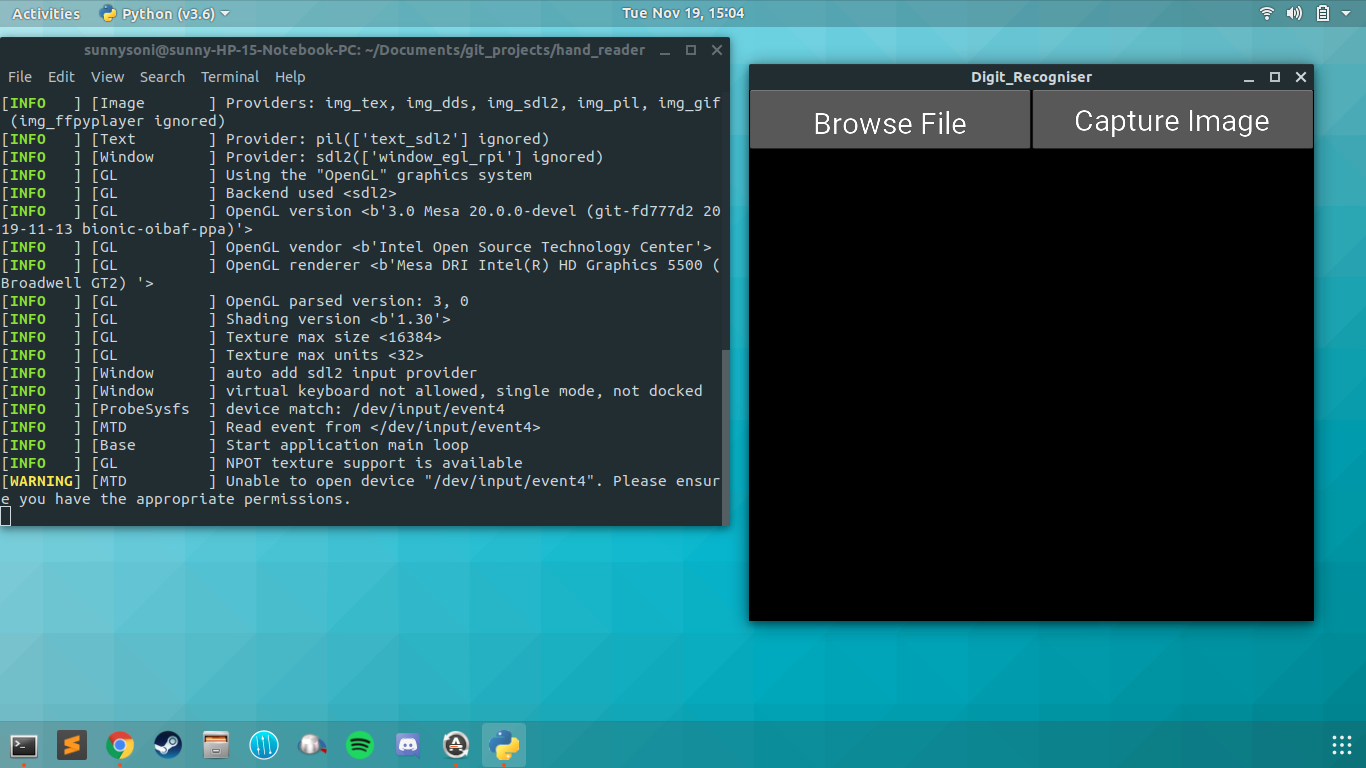 Activities Python (v3.6) Tue Nov 19, 15:04
sunnysoni@sunny-HP-15-Notebook-PC: ~/Documents/git_projects/hand_reader
File Edit View Search Terminal Help
[INFO   ] [Image       ] Providers: img_tex, img_dds, img_sdl2, img_pil, img_gif
 (img_ffpyplayer ignored)
[INFO   ] [Text        ] Provider: pil(['text_sdl2'] ignored)
[INFO   ] [Window      ] Provider: sdl2(['window_egl_rpi'] ignored)
[INFO   ] [GL          ] Using the "OpenGL" graphics system
[INFO   ] [GL          ] Backend used <sdl2>
[INFO   ] [GL          ] OpenGL version <b'3.0 Mesa 20.0.0-devel (git-fd777d2 20
19-11-13 bionic-oibaf-ppa)'>
[INFO   ] [GL          ] OpenGL vendor <b'Intel Open Source Technology Center'>
[INFO   ] [GL          ] OpenGL renderer <b'Mesa DRI Intel(R) HD Graphics 5500 (
Broadwell GT2) '>
[INFO   ] [GL          ] OpenGL parsed version: 3, 0
[INFO   ] [GL          ] Shading version <b'1.30'>
[INFO   ] [GL          ] Texture max size <16384>
[INFO   ] [GL          ] Texture max units <32>
[INFO   ] [Window      ] auto add sdl2 input provider
[INFO   ] [Window      ] virtual keyboard not allowed, single mode, not docked
[INFO   ] [ProbeSysfs  ] device match: /dev/input/event4
[INFO   ] [MTD         ] Read event from </dev/input/event4>
[INFO   ] [Base        ] Start application main loop
[INFO   ] [GL          ] NPOT texture support is available
[WARNING] [MTD         ] Unable to open device "/dev/input/event4". Please ensur
e you have the appropriate permissions.
Digit_Recogniser
Browse File Capture Image